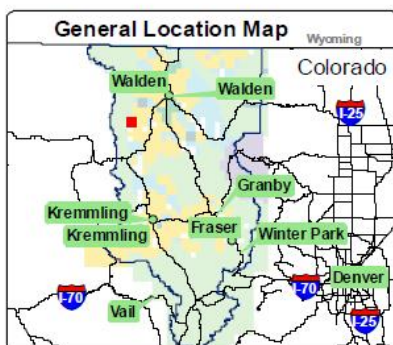 General Location Map
Wyoming
Colorado
Walden
Walden
I-25
Granby
Kremmling
Kremmling
Fraser
Winter Park
Denver
I-70
I-70
Vail
I-25